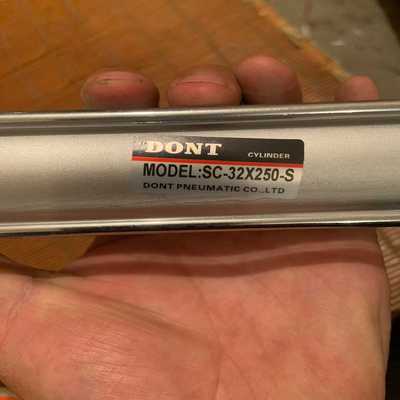 DONT CYLINDER
MODEL:SC-32X250-S
DONT PNEUMATIC CO.,LTD